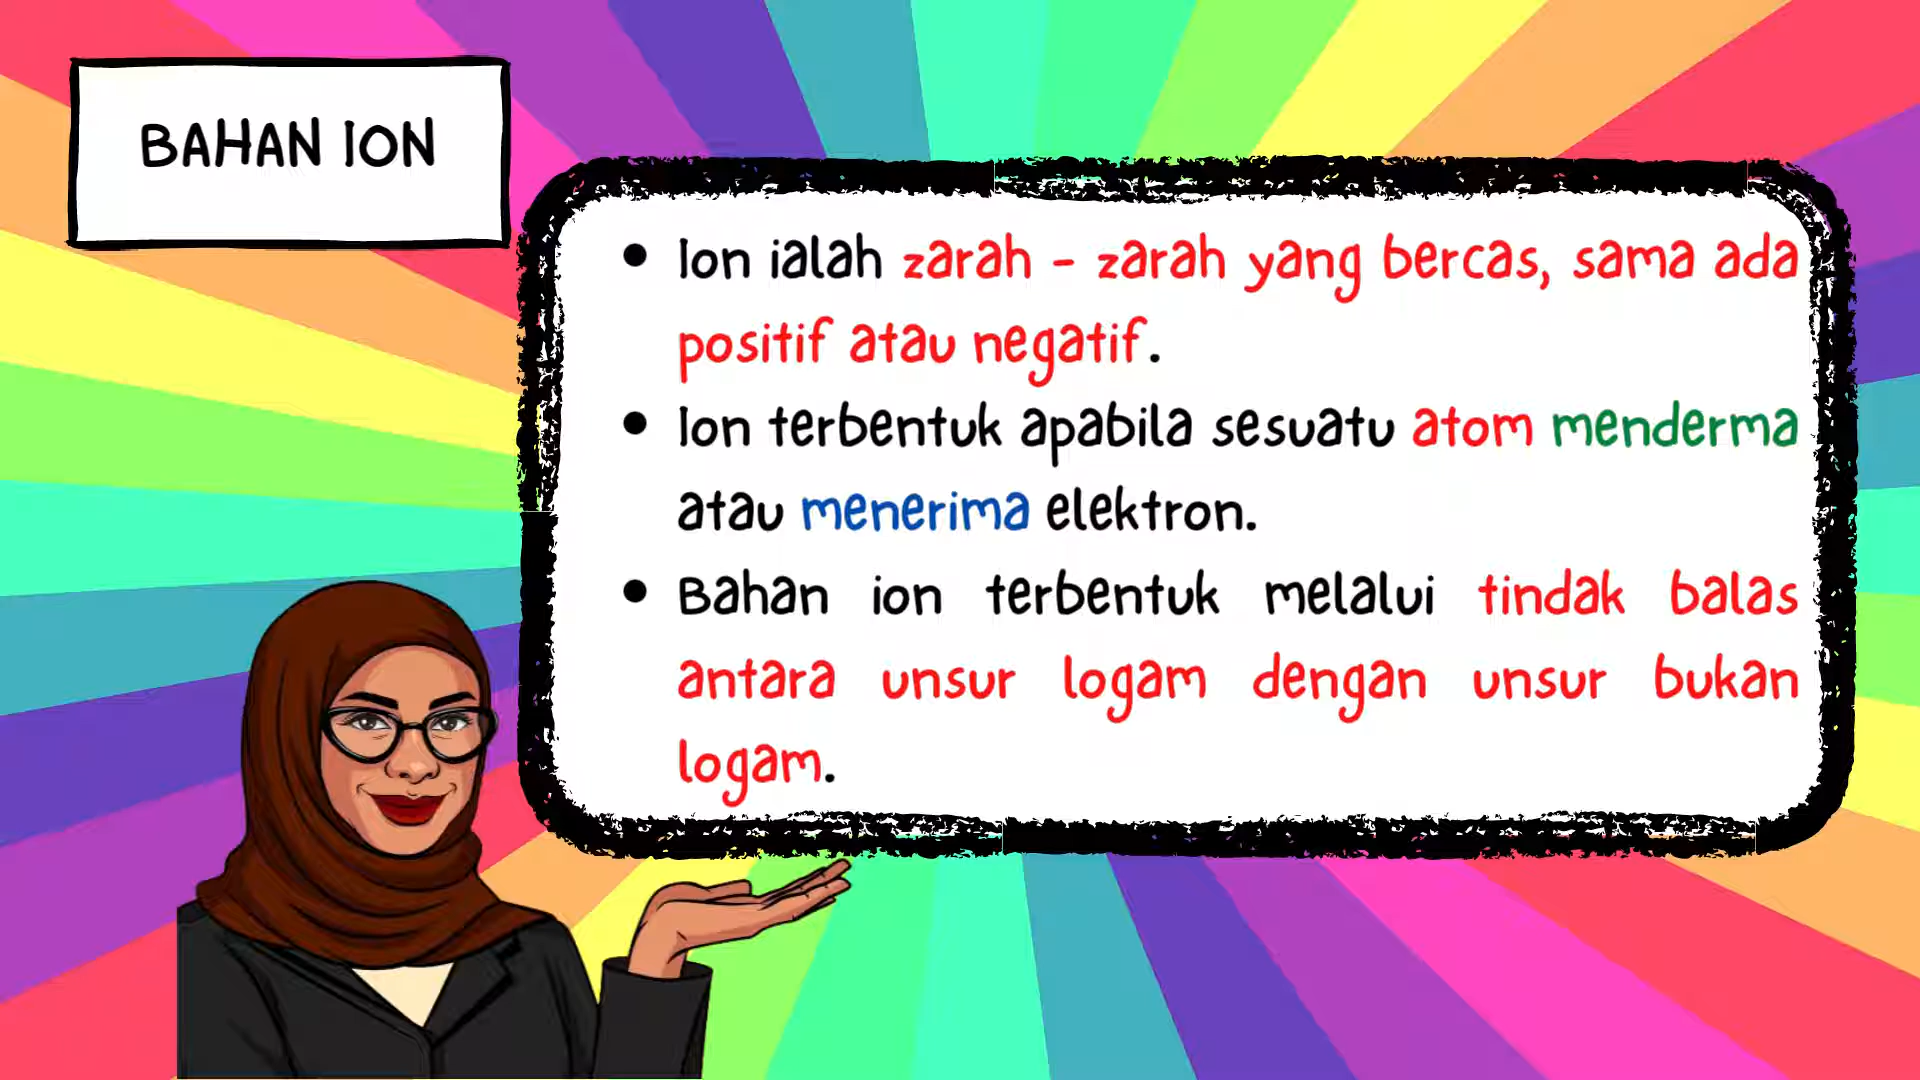 BAHAN ION
• Ion ialah zarah - zarah yang bercas, sama ada
positif atau negatif.
• Ion terbentuk apabila sesuatu atom menderma
atau menerima elektron.
• Bahan ion terbentuk melalui tindak balas
antara unsur logam dengan unsur bukan
logam.